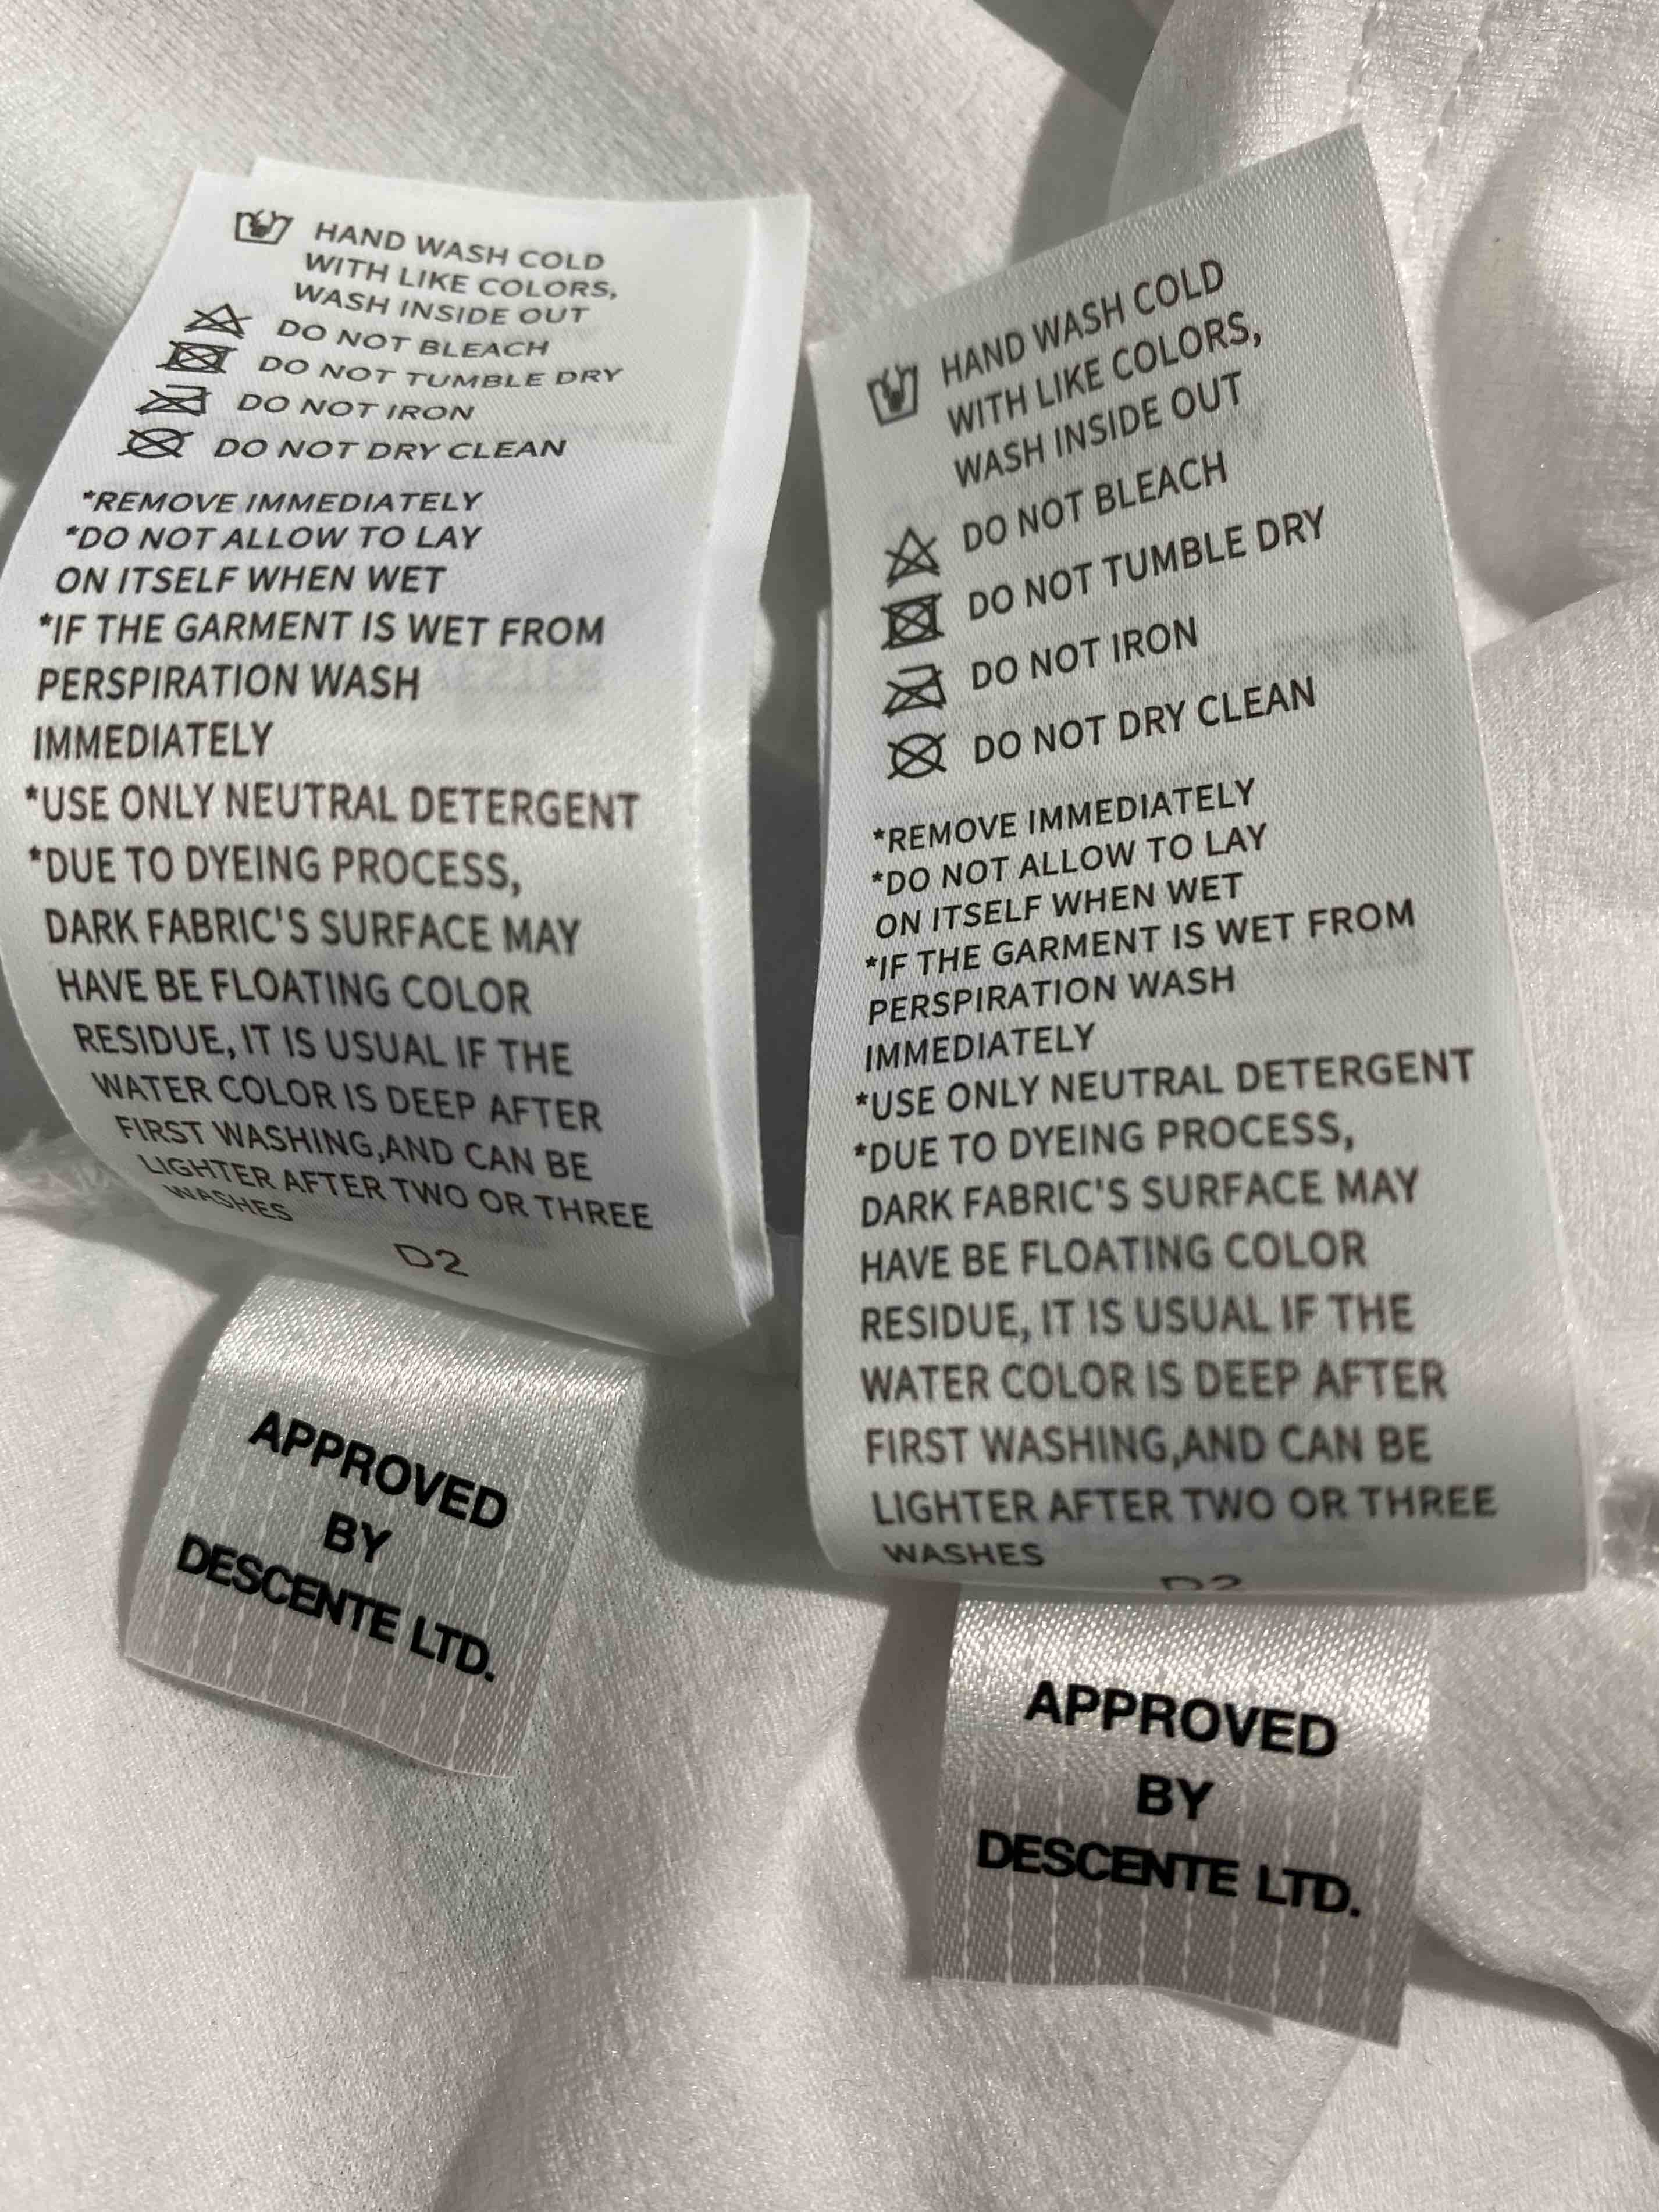 HAND WASH COLD
WITH LIKE COLORS,
WASH INSIDE OUT
DO NOT BLEACH
DO NOT TUMBLE DRY
DO NOT IRON
DO NOT DRY CLEAN
*REMOVE IMMEDIATELY
*DO NOT ALLOW TO LAY
ON ITSELF WHEN WET
*IF THE GARMENT IS WET FROM
PERSPIRATION WASH
IMMEDIATELY
*USE ONLY NEUTRAL DETERGENT
*DUE TO DYEING PROCESS,
DARK FABRIC'S SURFACE MAY
HAVE BE FLOATING COLOR
RESIDUE, IT IS USUAL IF THE
WATER COLOR IS DEEP AFTER
FIRST WASHING,AND CAN BE
LIGHTER AFTER TWO OR THREE
WASHES
D2
APPROVED
BY
DESCENTE LTD.
HAND WASH COLD
WITH LIKE COLORS,
WASH INSIDE OUT
DO NOT BLEACH
DO NOT TUMBLE DRY
DO NOT IRON
DO NOT DRY CLEAN
*REMOVE IMMEDIATELY
*DO NOT ALLOW TO LAY
ON ITSELF WHEN WET
*IF THE GARMENT IS WET FROM
PERSPIRATION WASH
IMMEDIATELY
*USE ONLY NEUTRAL DETERGENT
*DUE TO DYEING PROCESS,
DARK FABRIC'S SURFACE MAY
HAVE BE FLOATING COLOR
RESIDUE, IT IS USUAL IF THE
WATER COLOR IS DEEP AFTER
FIRST WASHING,AND CAN BE
LIGHTER AFTER TWO OR THREE
WASHES
D2
APPROVED
BY
DESCENTE LTD.